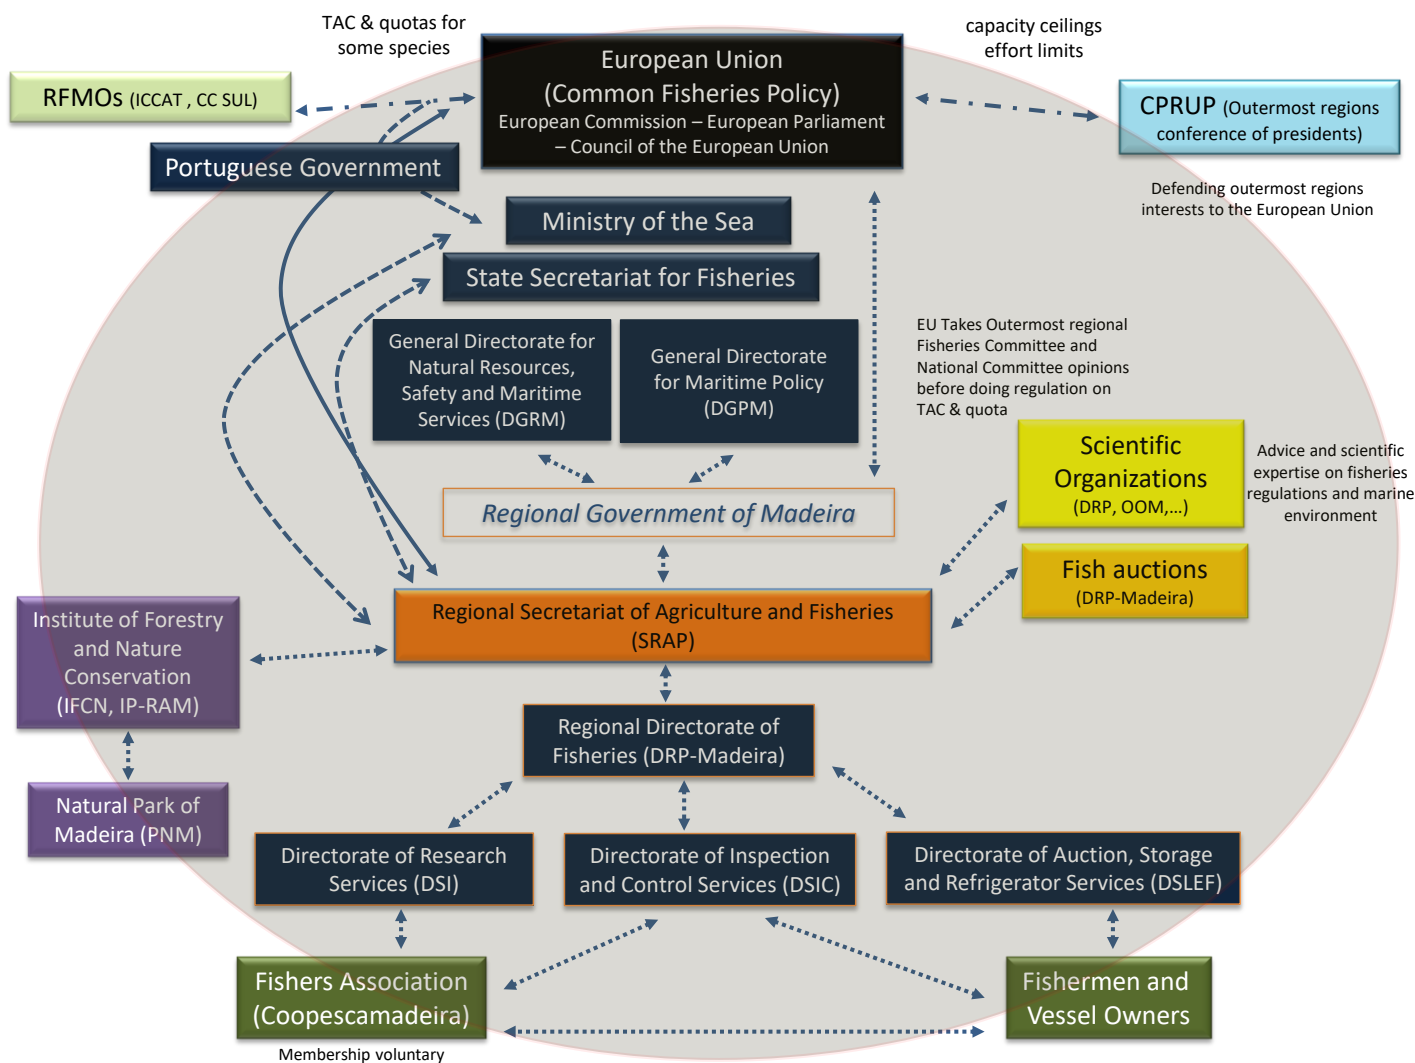 TAC & quotas for
some species
capacity ceilings
effort limits
European Union
(Common Fisheries Policy)
European Commission – European Parliament
– Council of the European Union
RFMOs (ICCAT , CC SUL)
CPRUP (Outermost regions
conference of presidents)
Portuguese Government
Defending outermost regions
interests to the European Union
Ministry of the Sea
State Secretariat for Fisheries
General Directorate for
Natural Resources,
Safety and Maritime
Services (DGRM)
General Directorate
for Maritime Policy
(DGPM)
EU Takes Outermost regional
Fisheries Committee and
National Committee opinions
before doing regulation on
TAC & quota
Scientific
Organizations
(DRP, OOM,...)
Advice and scientific
expertise on fisheries
regulations and marine
environment
Regional Government of Madeira
Fish auctions
(DRP-Madeira)
Regional Secretariat of Agriculture and Fisheries
(SRAP)
Institute of Forestry
and Nature
Conservation
(IFCN, IP-RAM)
Regional Directorate of
Fisheries (DRP-Madeira)
Natural Park of
Madeira (PNM)
Directorate of Research
Services (DSI)
Directorate of Inspection
and Control Services (DSIC)
Directorate of Auction, Storage
and Refrigerator Services (DSLEF)
Fishers Association
(Coopescamadeira)
Fishermen and
Vessel Owners
Membership voluntary